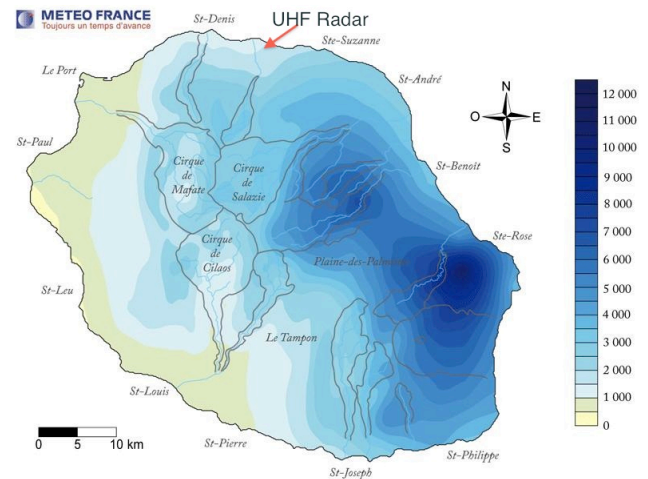 METEO FRANCE
Toujours un temps d'avance
St-Denis
UHF Radar
Ste-Suzanne
Le Port
St-André
N
O
E
S
St-Paul
Cirque
de
Mafate
Cirque
de
Salazie
St-Benoît
Cirque
de
Cilaos
Ste-Rose
Plaine-des-Palmistes
St-Leu
Le Tampon
St-Louis
St-Pierre
St-Joseph
St-Philippe
0 5 10 km
12 000
11 000
10 000
9 000
8 000
7 000
6 000
5 000
4 000
3 000
2 000
1 000
0